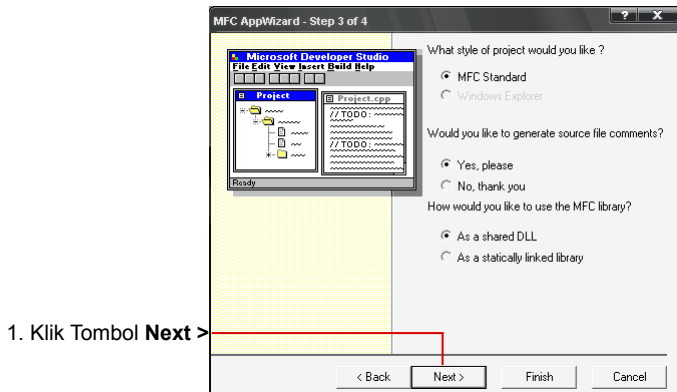 MFC AppWizard - Step 3 of 4
? X
Microsoft Developer Studio
File Edit View Insert Build Help
Project
Project.cpp
//TODO:
//TODO:
Ready
What style of project would you like ?
MFC Standard
Windows Explorer
Would you like to generate source file comments?
Yes, please
No, thank you
How would you like to use the MFC library?
As a shared DLL
As a statically linked library
1. Klik Tombol Next >
< Back Next > Finish Cancel